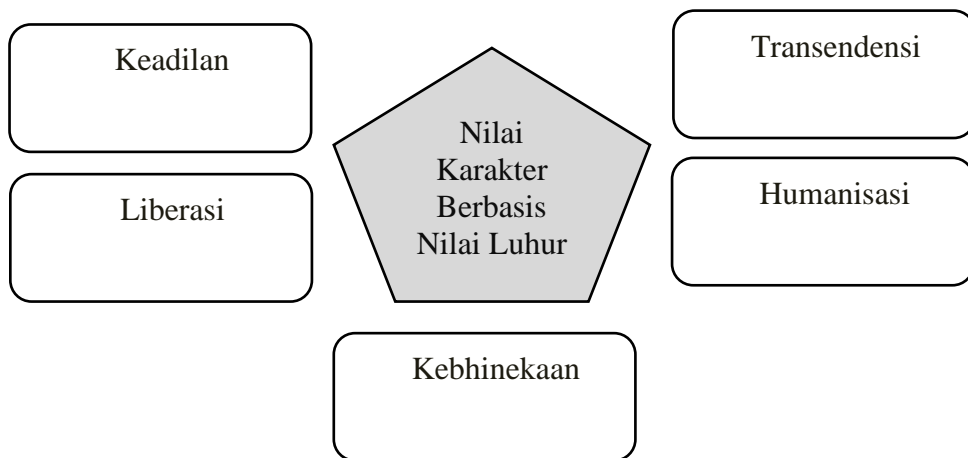 Keadilan
Transendensi
Nilai
Karakter
Berbasis
Nilai Luhur
Liberasi
Humanisasi
Kebhinekaan